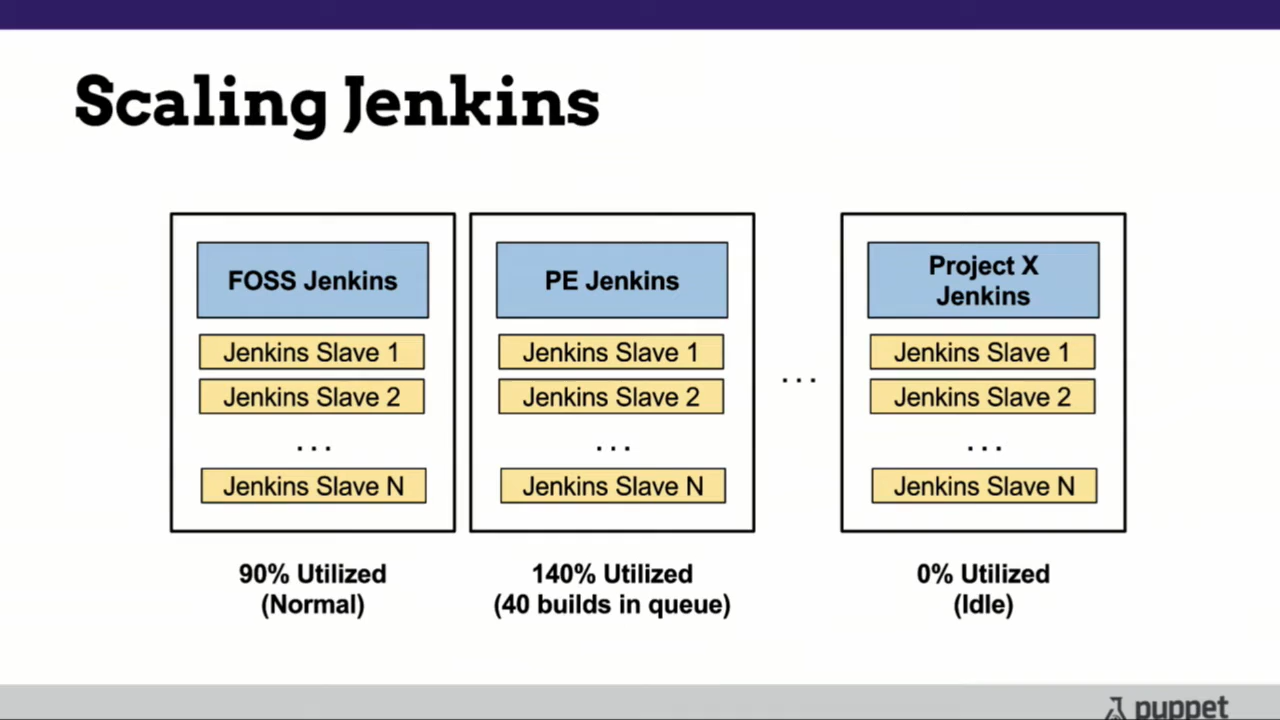 Scaling Jenkins
FOSS Jenkins
Jenkins Slave 1
Jenkins Slave 2
...
Jenkins Slave N
90% Utilized
(Normal)
PE Jenkins
Jenkins Slave 1
Jenkins Slave 2
...
Jenkins Slave N
140% Utilized
(40 builds in queue)
...
Project X
Jenkins
Jenkins Slave 1
Jenkins Slave 2
...
Jenkins Slave N
0% Utilized
(Idle)
puppet